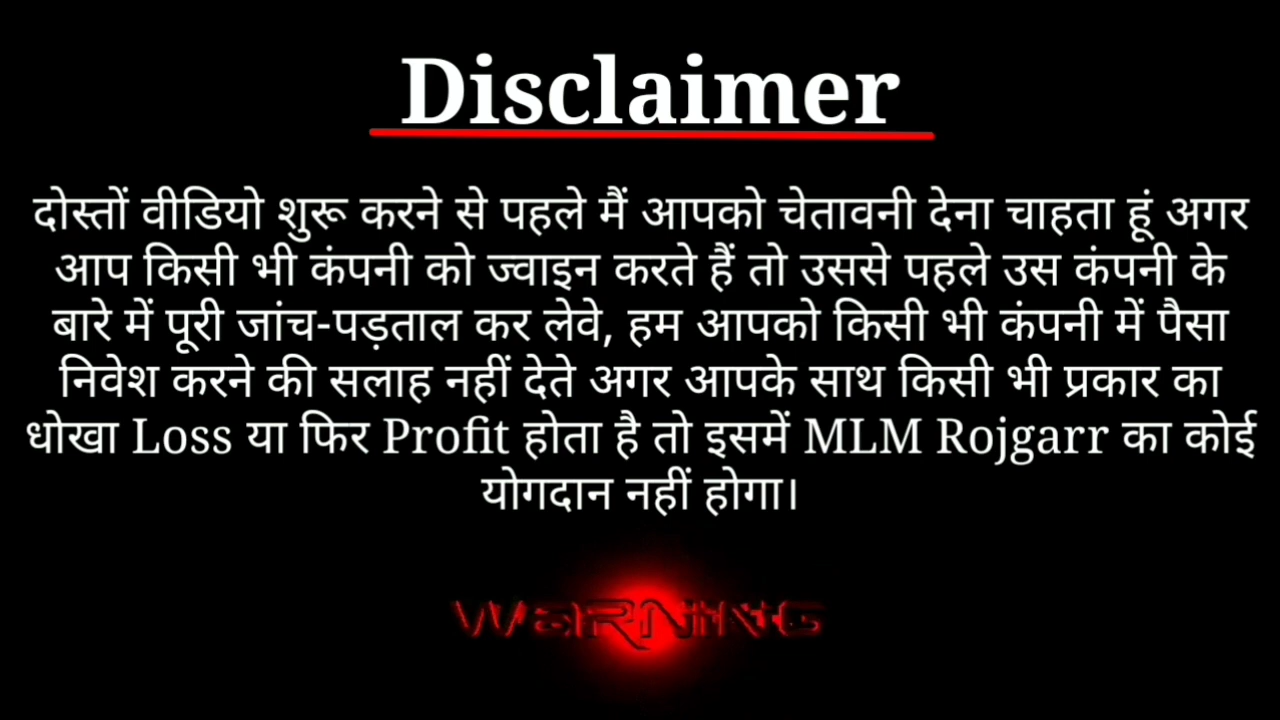 Disclaimer
दोस्तों वीडियो शुरू करने से पहले मैं आपको चेतावनी देना चाहता हूं अगर
आप किसी भी कंपनी को ज्वाइन करते हैं तो उससे पहले उस कंपनी के
बारे में पूरी जांच-पड़ताल कर लेवे, हम आपको किसी भी कंपनी में पैसा
निवेश करने की सलाह नहीं देते अगर आपके साथ किसी भी प्रकार का
धोखा Loss या फिर Profit होता है तो इसमें MLM Rojgarr का कोई
योगदान नहीं होगा।
WARNING